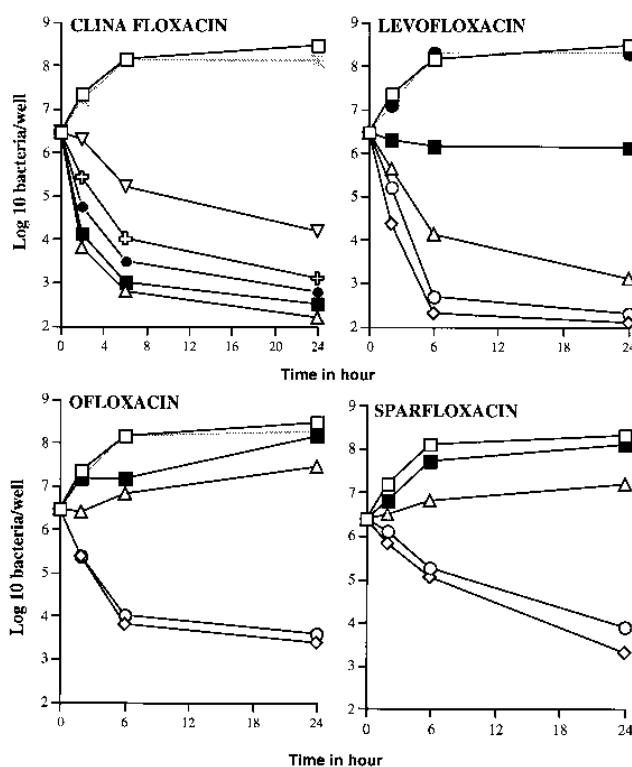 CLINA FLOXACIN
LEVOFLOXACIN
Log 10 bacteria/well
9
8
7
6
5
4
3
2
0 4 8 12 16 20 24
9
8
7
6
5
4
3
2
0 6 12 18 24
Time in hour
OFLOXACIN
SPARFLOXACIN
Log 10 bacteria/well
9
8
7
6
5
4
3
2
0 6 12 18 24
9
8
7
6
5
4
3
2
0 6 12 18 24
Time in hour